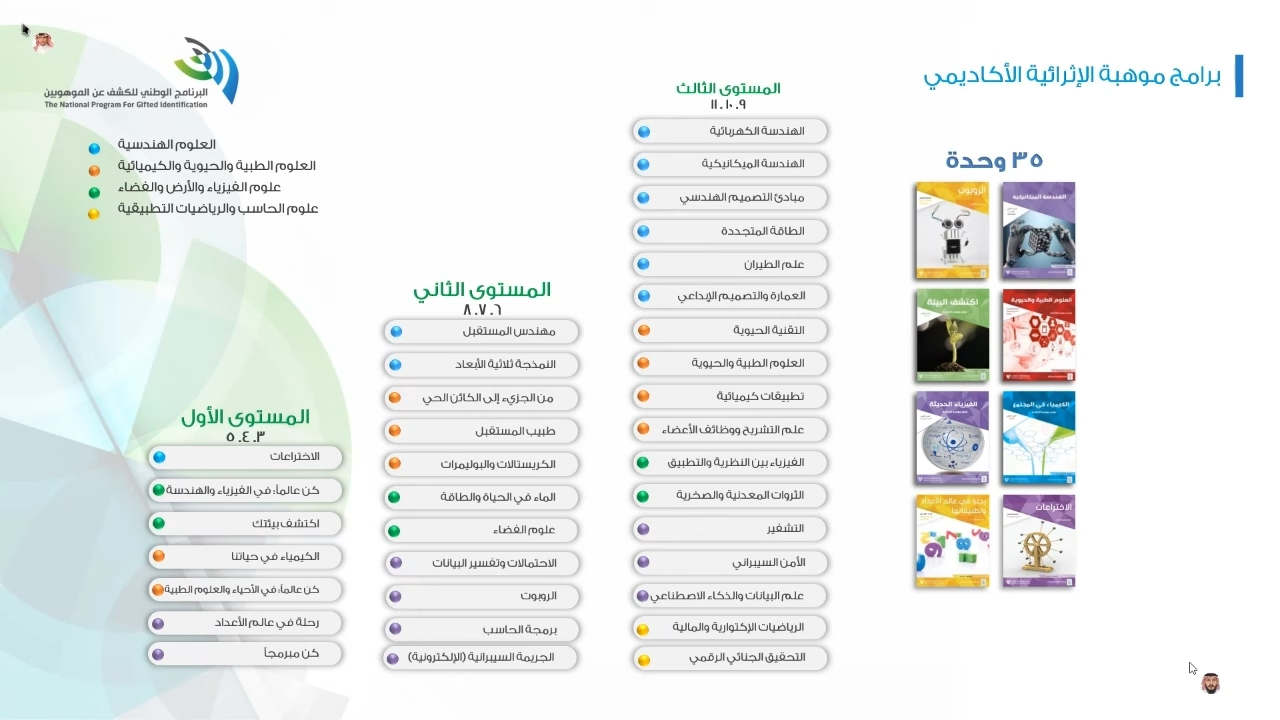 برامج موهبة الإثرائية الأكاديمي
البرنامج الوطني للكشف عن الموهوبين
The National Program For Gifted Identification
العلوم الهندسية
العلوم الطبية والحيوية والكيميائية
علوم الفيزياء والأرض والفضاء
علوم الحاسب والرياضيات التطبيقية
٣٥ وحدة
الهندسة الميكانيكية
الروبوت
العلوم الطبية والحيوية
اكتشف البيئة
الكيمياء في المجتمع
الفيزياء الحديثة
الاختراعات
رحلة في عالم الأعداد
وتطبيقاتها
المستوى الثالث
٩، ١٠، ١١
الهندسة الكهربائية
الهندسة الميكانيكية
مبادئ التصميم الهندسي
الطاقة المتجددة
علم الطيران
العمارة والتصميم الإبداعي
التقنية الحيوية
العلوم الطبية والحيوية
تطبيقات كيميائية
علم التشريح ووظائف الأعضاء
الفيزياء بين النظرية والتطبيق
الثروات المعدنية والصخرية
التشفير
الأمن السيبراني
علم البيانات والذكاء الاصطناعي
الرياضيات الإكتوارية والمالية
التحقيق الجنائي الرقمي
المستوى الثاني
٦، ٧، ٨
مهندس المستقبل
النمذجة ثلاثية الأبعاد
من الجزيء إلى الكائن الحي
طبيب المستقبل
الكريستالات والبوليمرات
الماء في الحياة والطاقة
علوم الفضاء
الاحتمالات وتفسير البيانات
الروبوت
برمجة الحاسب
الجريمة السيبرانية (الإلكترونية)
المستوى الأول
٣، ٤، ٥
الاختراعات
كن عالماً: في الفيزياء والهندسة
اكتشف بيئتك
الكيمياء في حياتنا
كن عالماً: في الأحياء والعلوم الطبية
رحلة في عالم الأعداد
كن مبرمجاً